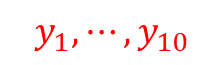 y₁, ⋯, y₁₀